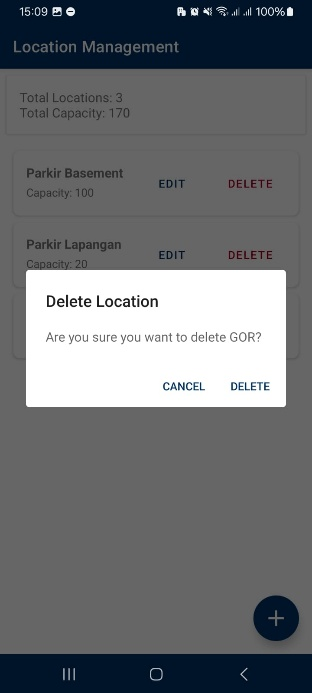 15:09
100%
Location Management
Total Locations: 3
Total Capacity: 170
Parkir Basement
Capacity: 100
EDIT
DELETE
Parkir Lapangan
Capacity: 20
EDIT
DELETE
Delete Location
Are you sure you want to delete GOR?
CANCEL
DELETE